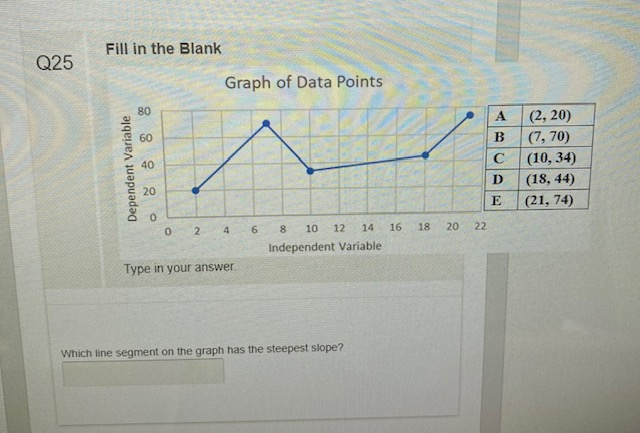 Q25
Fill in the Blank
Graph of Data Points
Dependent Variable
80
60
40
20
0
0 2 4 6 8 10 12 14 16 18 20 22
Independent Variable
A (2, 20)
B (7, 70)
C (10, 34)
D (18, 44)
E (21, 74)
Type in your answer.
Which line segment on the graph has the steepest slope?